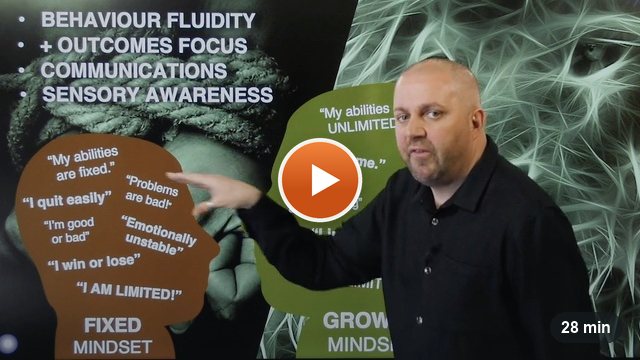 • BEHAVIOUR FLUIDITY
• + OUTCOMES FOCUS
• COMMUNICATIONS
• SENSORY AWARENESS
“My abilities
are fixed.”
“I quit easily”
“Problems
are bad!”
“I'm good
or bad”
“Emotionally
unstable”
“I win or lose”
“I AM LIMITED!”
FIXED
MINDSET
“My abilities
UNLIMITED
me.”
MINDS
28 min